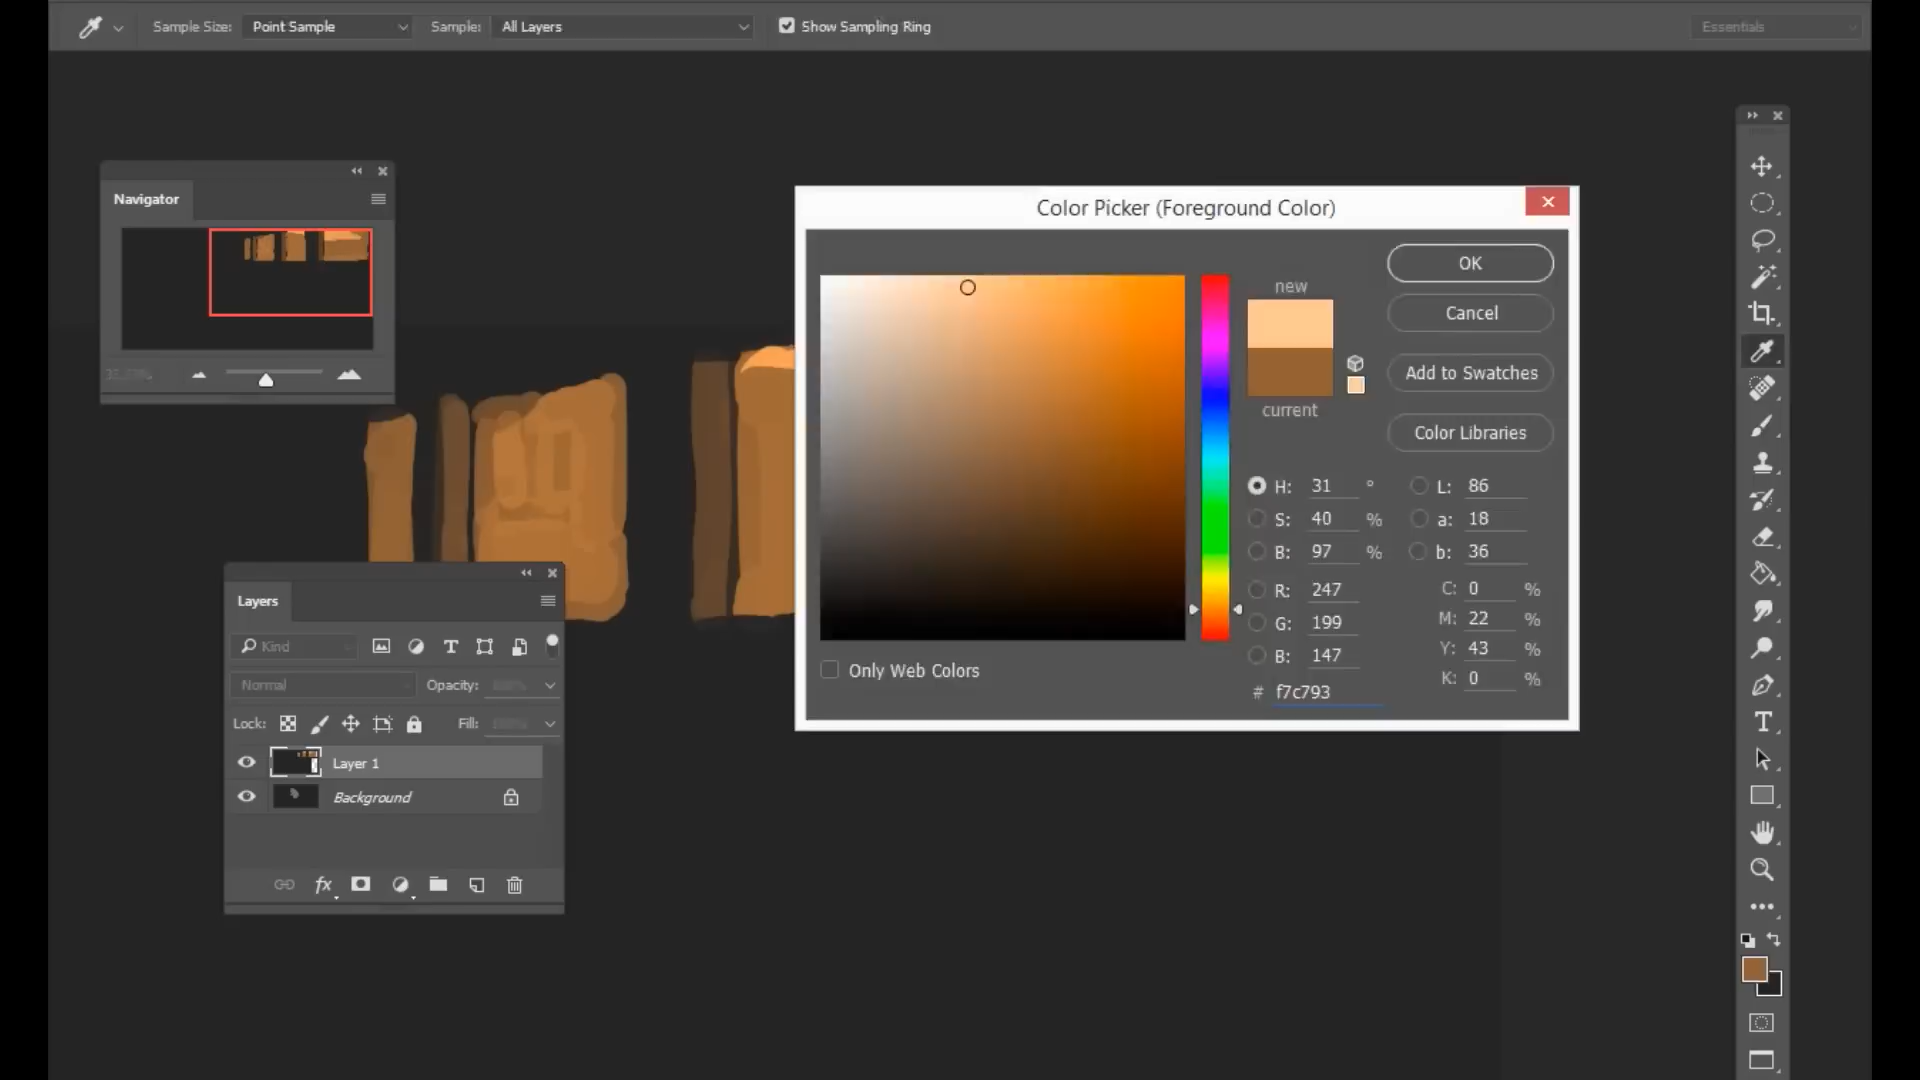 Sample Size: Point Sample Sample: All Layers Show Sampling Ring Essentials
Navigator
Color Picker (Foreground Color)
new
current
OK
Cancel
Add to Swatches
Color Libraries
H: 31 °
S: 40 %
B: 97 %
R: 247
G: 199
B: 147
# f7c793
L: 86
a: 18
b: 36
C: 0 %
M: 22 %
Y: 43 %
K: 0 %
Only Web Colors
Layers
Kind
Normal Opacity:
Lock: Fill:
Layer 1
Background